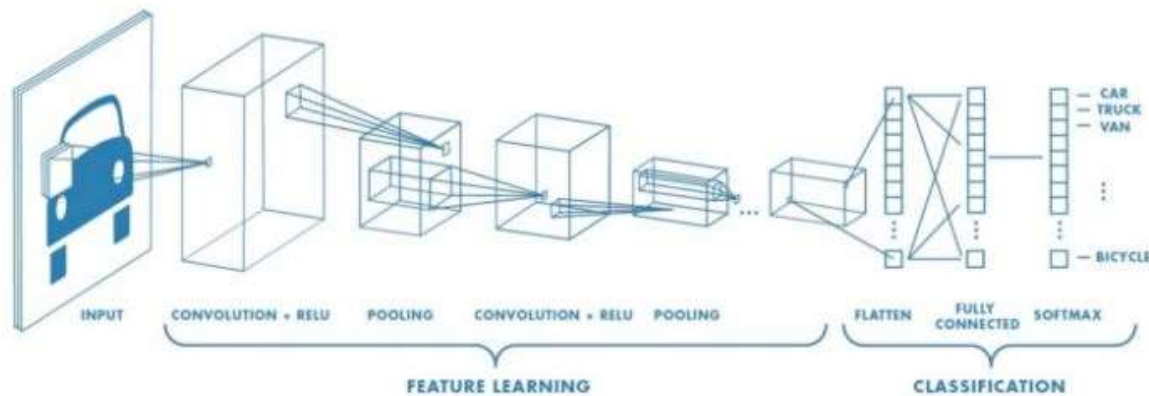 CAR
TRUCK
VAN
BICYCLE
INPUT
CONVOLUTION + RELU
POOLING
CONVOLUTION + RELU
POOLING
FLATTEN
FULLY
CONNECTED
SOFTMAX
FEATURE LEARNING
CLASSIFICATION